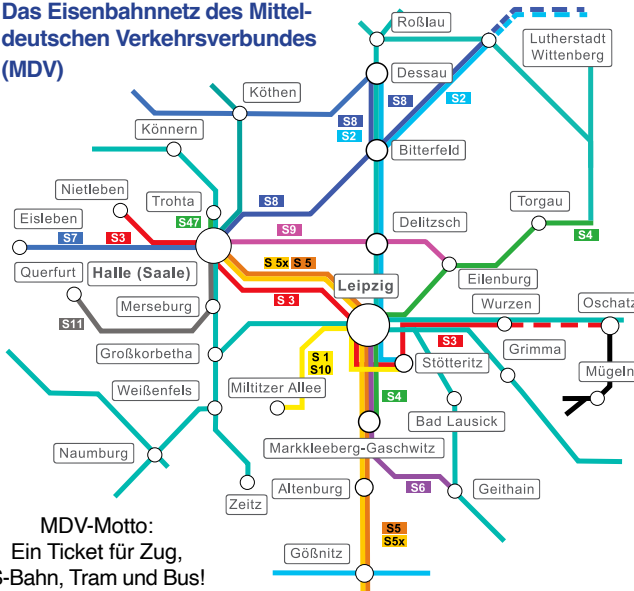 Das Eisenbahnnetz des Mittel-
deutschen Verkehrsverbundes
(MDV)
Roßlau
Lutherstadt
Wittenberg
Dessau
Köthen
S8
S2
S8
S2
Könnern
Bitterfeld
Nietleben
Trohta
S8
Torgau
Eisleben
S47
S9
Delitzsch
S4
S7
S3
Querfurt
Halle (Saale)
S 5x
S 5
Eilenburg
Leipzig
S 3
Wurzen
Oschatz
S11
Merseburg
S3
Großkorbetha
S 1
S10
Stötteritz
Grimma
Mügeln
Weißenfels
Miltitzer Allee
S4
Bad Lausick
Naumburg
Markkleeberg-Gaschwitz
Zeitz
Altenburg
S6
Geithain
S5
S5x
Gößnitz
MDV-Motto:
Ein Ticket für Zug,
S-Bahn, Tram und Bus!